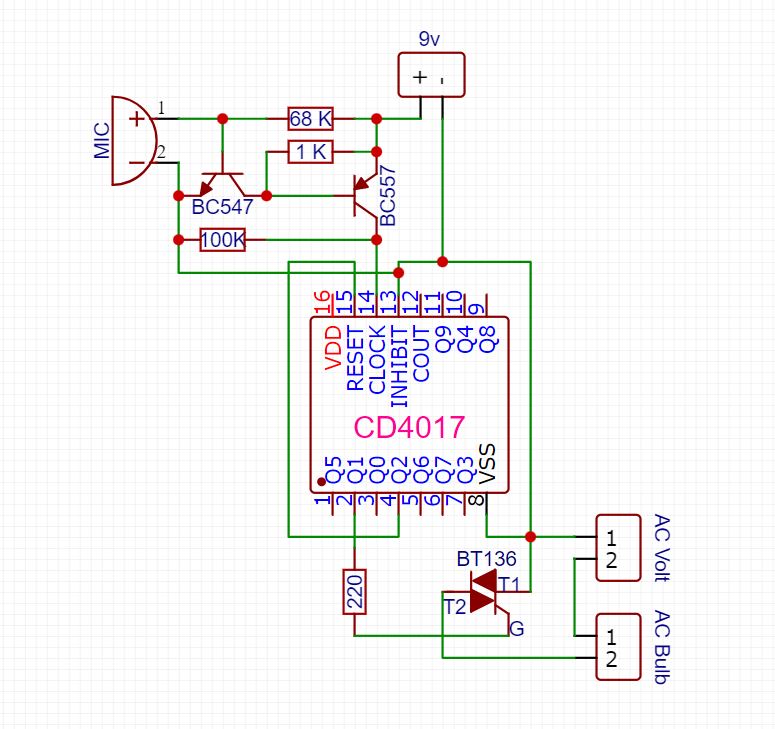 9v
+ -
MIC
+ 1
- 2
68 K
1 K
BC547
BC557
100K
16 15 14 13 12 11 10 9
VDD RESET CLOCK INHIBIT COUT Q9 Q4 Q8
CD4017
Q5 Q1 Q0 Q2 Q6 Q7 Q3 VSS
1 2 3 4 5 6 7 8
220
BT136
T1
T2
G
1
2
AC Volt
1
2
AC Bulb